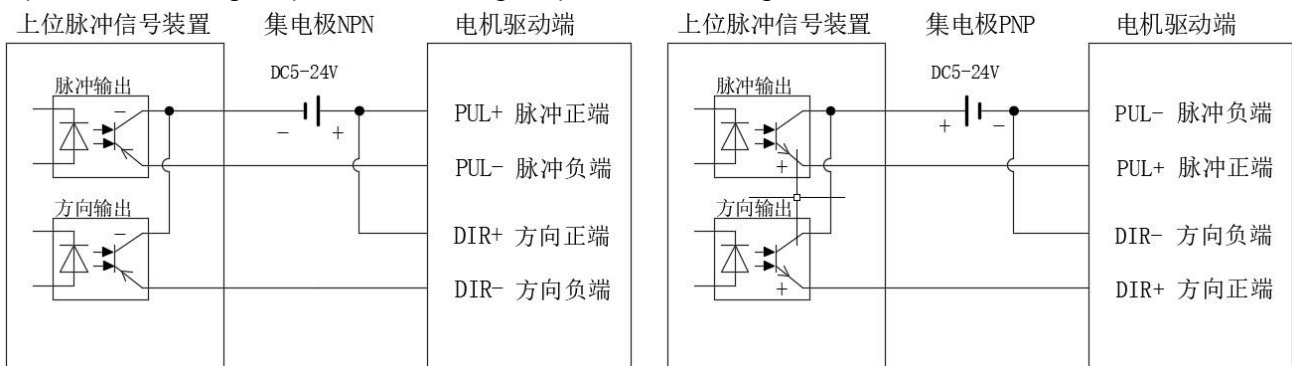 上位脉冲信号装置
集电极NPN
电机驱动端
脉冲输出
DC5-24V
PUL+ 脉冲正端
PUL- 脉冲负端
方向输出
DIR+ 方向正端
DIR- 方向负端
上位脉冲信号装置
集电极PNP
电机驱动端
脉冲输出
DC5-24V
PUL- 脉冲负端
PUL+ 脉冲正端
方向输出
DIR- 方向负端
DIR+ 方向正端